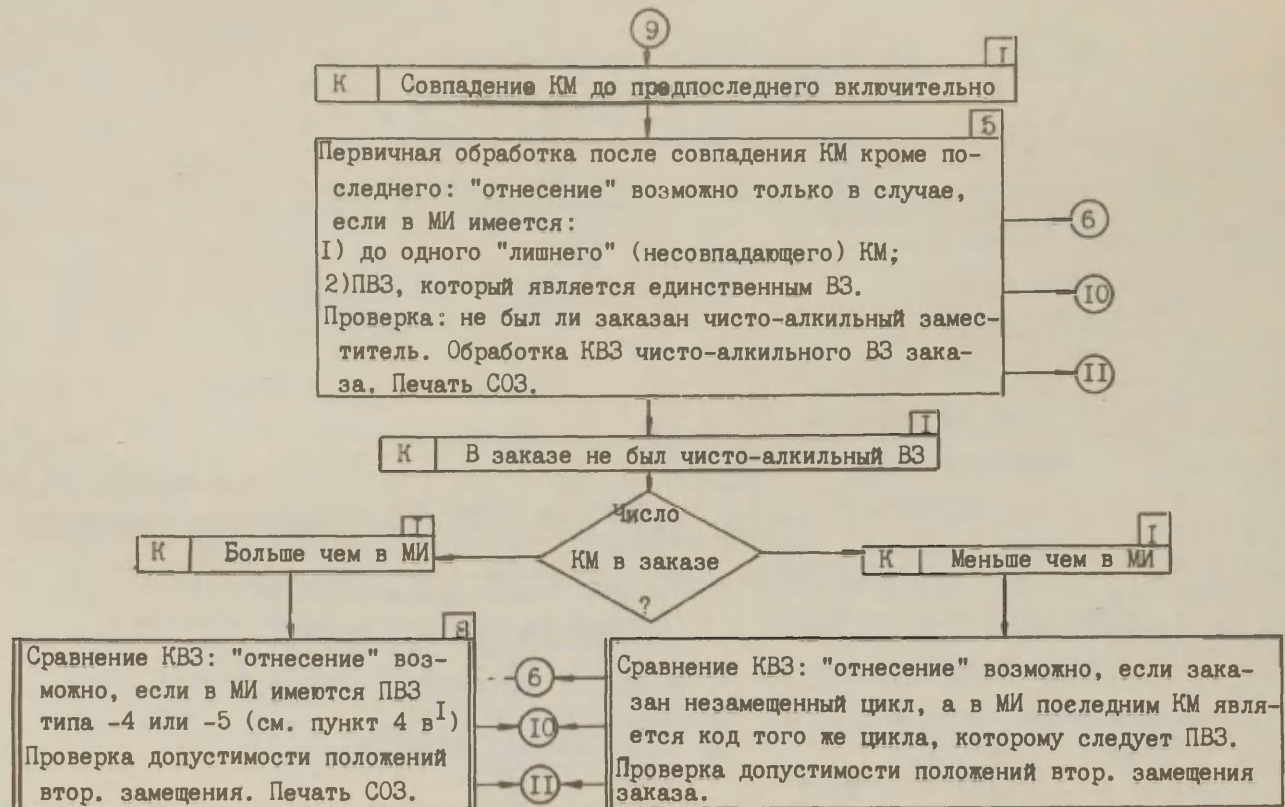 9
I
К Совпадение КМ до предпоследнего включительно
5
Первичная обработка после совпадения КМ кроме по-
следнего: "отнесение" возможно только в случае,
если в МИ имеется:
I) до одного "лишнего" (несовпадающего) КМ;
2)ПВЗ, который является единственным ВЗ.
Проверка: не был ли заказан чисто-алкильный замес-
титель. Обработка КВЗ чисто-алкильного ВЗ зака-
за. Печать СОЗ.
6
IO
II
I
К В заказе не был чисто-алкильный ВЗ
Число
КМ в заказе
?
I
К Больше чем в МИ
I
К Меньше чем в МИ
Сравнение КВЗ: "отнесение" воз-
можно, если в МИ имеются ПВЗ
типа -4 или -5 (см. пункт 4 вI)
Проверка допустимости положений
втор. замещения. Печать СОЗ.
6
IO
II
Сравнение КВЗ: "отнесение" возможно, если зака-
зан незамещенный цикл, а в МИ последним КМ явля-
ется код того же цикла, которому следует ПВЗ.
Проверка допустимости положений втор. замещения
заказа.